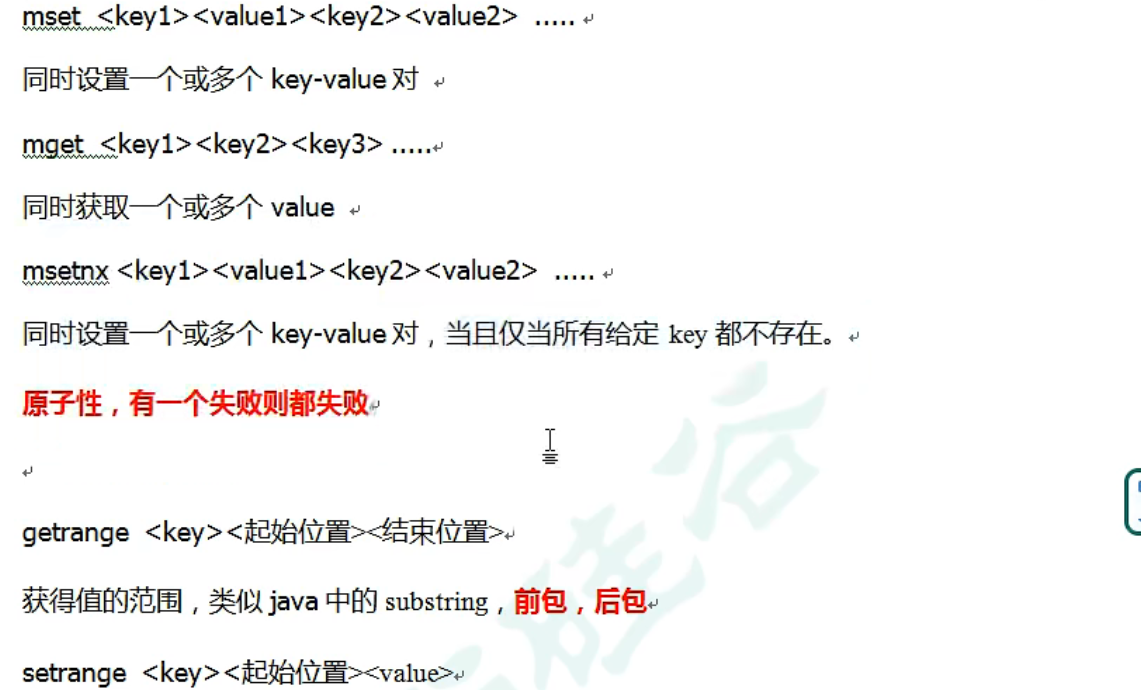 mset <key1><value1><key2><value2> .....
同时设置一个或多个 key-value 对
mget <key1><key2><key3> .....
同时获取一个或多个 value
msetnx <key1><value1><key2><value2> .....
同时设置一个或多个 key-value 对，当且仅当所有给定 key 都不存在。
原子性，有一个失败则都失败
getrange <key><起始位置><结束位置>
获得值的范围，类似 java 中的 substring，前包，后包
setrange <key><起始位置><value>
硅谷